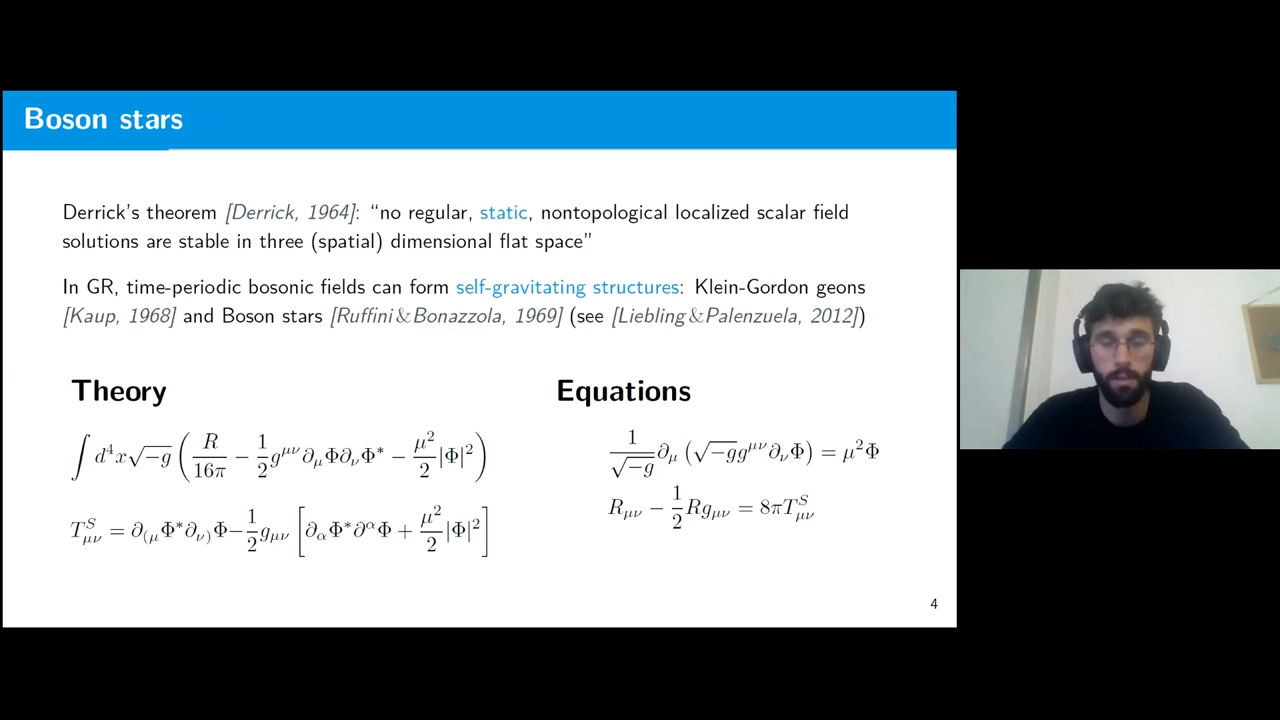 Boson stars
Derrick's theorem [Derrick, 1964]: “no regular, static, nontopological localized scalar field
solutions are stable in three (spatial) dimensional flat space”
In GR, time-periodic bosonic fields can form self-gravitating structures: Klein-Gordon geons
[Kaup, 1968] and Boson stars [Ruffini&Bonazzola, 1969] (see [Liebling&Palenzuela, 2012])
Theory
∫ d⁴x√−g ( R/16π − 1/2 g^{μν}∂_μΦ∂_νΦ* − μ²/2 |Φ|² )
T^S_{μν} = ∂_{(μ}Φ*∂_{ν)}Φ − 1/2 g_{μν} [ ∂_αΦ*∂^αΦ + μ²/2 |Φ|² ]
Equations
1/√−g ∂_μ (√−g g^{μν}∂_νΦ) = μ²Φ
R_{μν} − 1/2 R g_{μν} = 8πT^S_{μν}
4